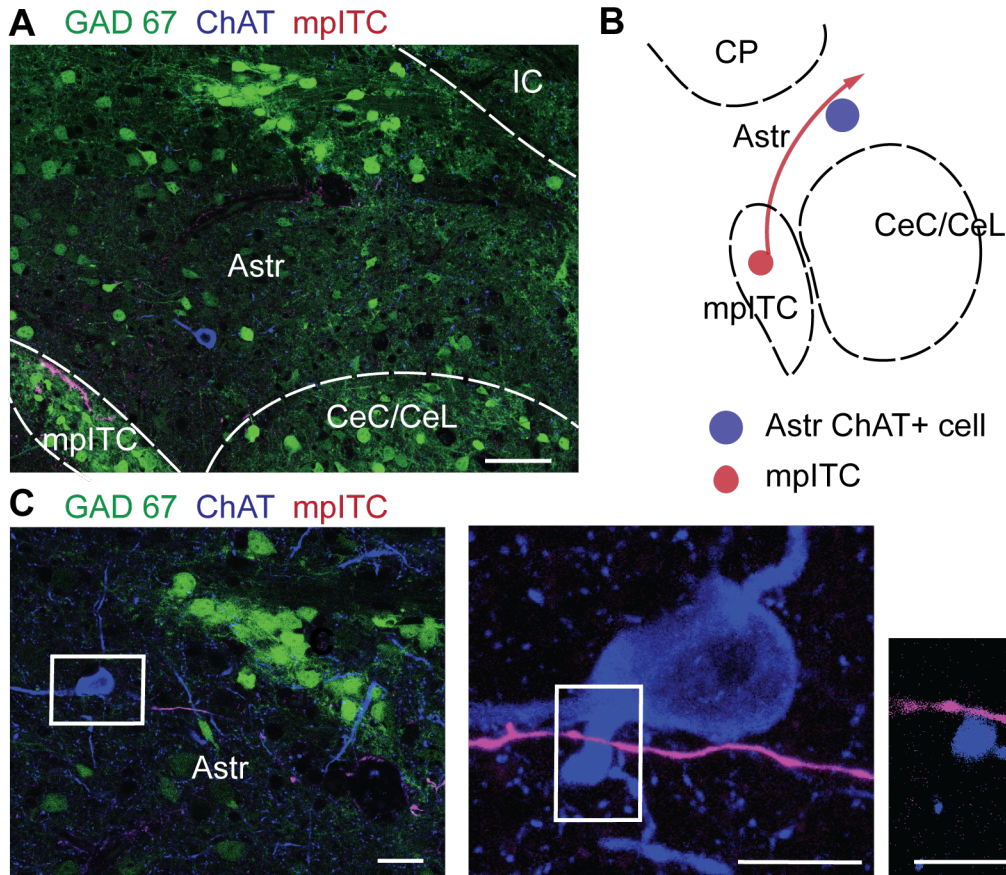 A GAD 67 ChAT mpITC
IC
Astr
mpITC
CeC/CeL
B
CP
Astr
CeC/CeL
mpITC
Astr ChAT+ cell
mpITC
C GAD 67 ChAT mpITC
c
Astr